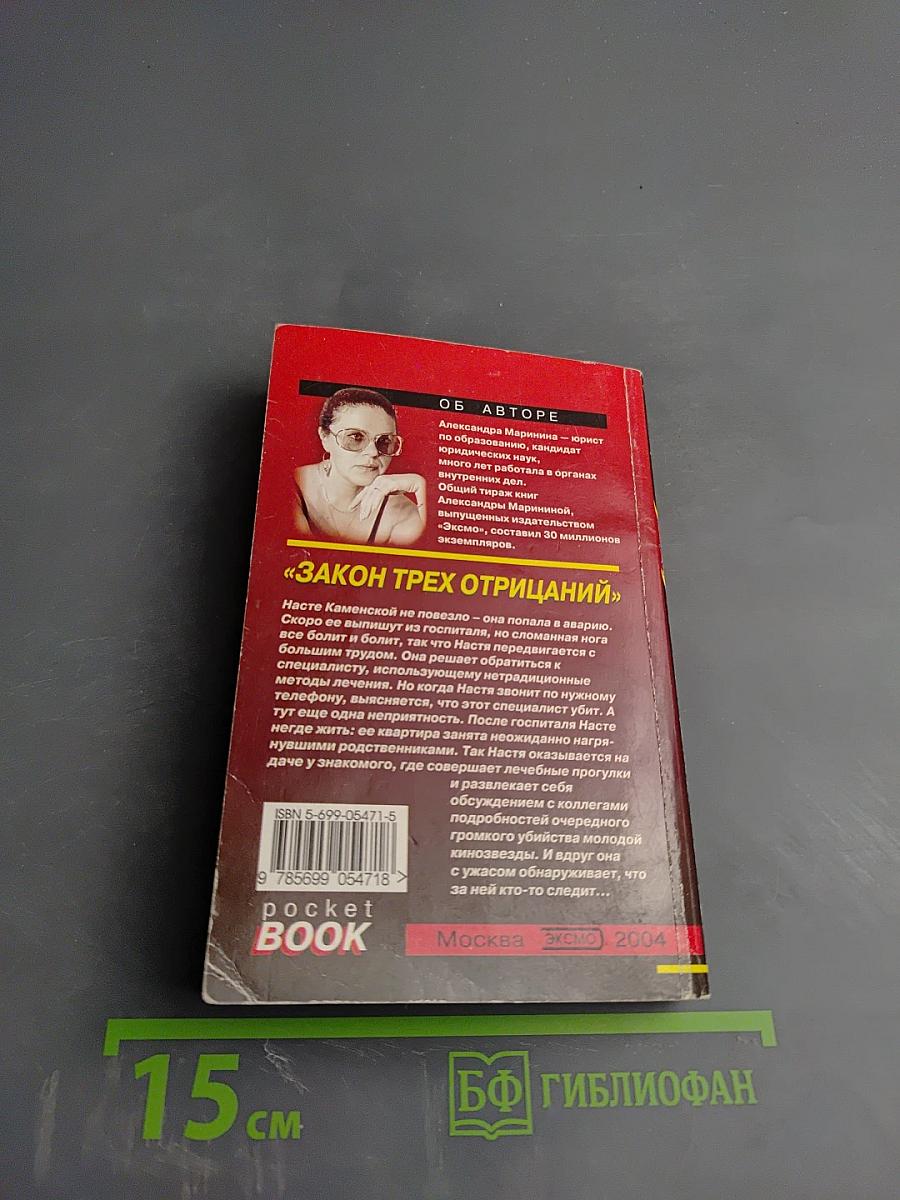 ОБ АВТОРЕ
Александра Маринина – юрист
по образованию, кандидат
юридических наук,
много лет работала в органах
внутренних дел.
Общий тираж книг
Александры Марининой,
выпущенных издательством
«Эксмо», составил 30 миллионов
экземпляров.
«ЗАКОН ТРЕХ ОТРИЦАНИЙ»
Насте Каменской не повезло – она попала в аварию.
Скоро ее выпишут из госпиталя, но сломанная нога
все болит и болит, так что Настя передвигается с
большим трудом. Она решает обратиться к
специалисту, использующему нетрадиционные
методы лечения. Но когда Настя звонит по нужному
телефону, выясняется, что этот специалист убит. А
тут еще одна неприятность. После госпиталя Насте
негде жить: ее квартира занята неожиданно нагря-
нувшими родственниками. Так Настя оказывается на
даче у знакомого, где совершает лечебные прогулки
и развлекает себя
обсуждением с коллегами
подробностей очередного
громкого убийства молодой
кинозвезды. И вдруг она
с ужасом обнаруживает, что
за ней кто-то следит...
ISBN 5-699-05471-5
9 785699 054718 >
pocket
BOOK
Москва ЭКСМО 2004
15 см
БФ ГИБЛИОФАН